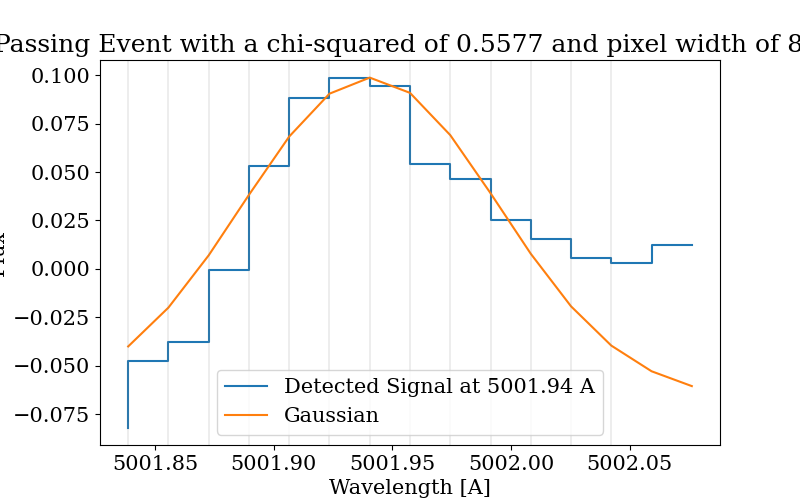 Passing Event with a chi-squared of 0.5577 and pixel width of 8
0.100
0.075
0.050
0.025
0.000
−0.025
−0.050
−0.075
Detected Signal at 5001.94 A
Gaussian
5001.85 5001.90 5001.95 5002.00 5002.05
Wavelength [A]